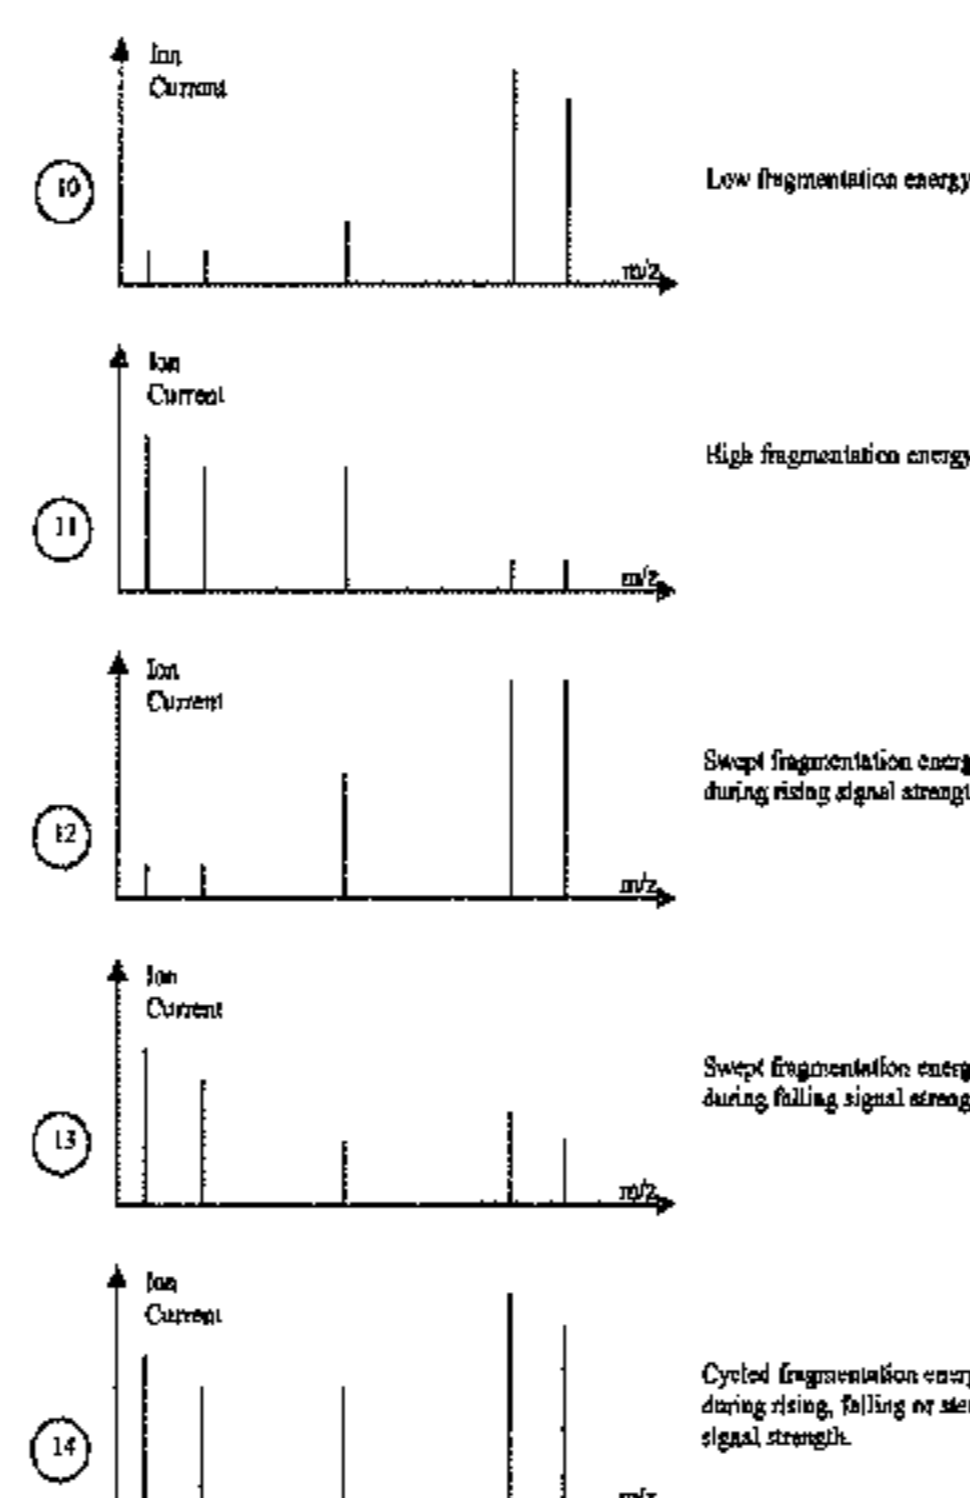 Ion
Current
10
Low fragmentation energy
m/z
Ion
Current
High fragmentation energy
11
m/z
Ion
Current
Swept fragmentation
during rising signal
12
m/z
Ion
Current
Swept fragmentation
during falling signal
13
m/z
Ion
Current
Cycled fragmentation
during rising, falling or
signal strength.
14
m/z